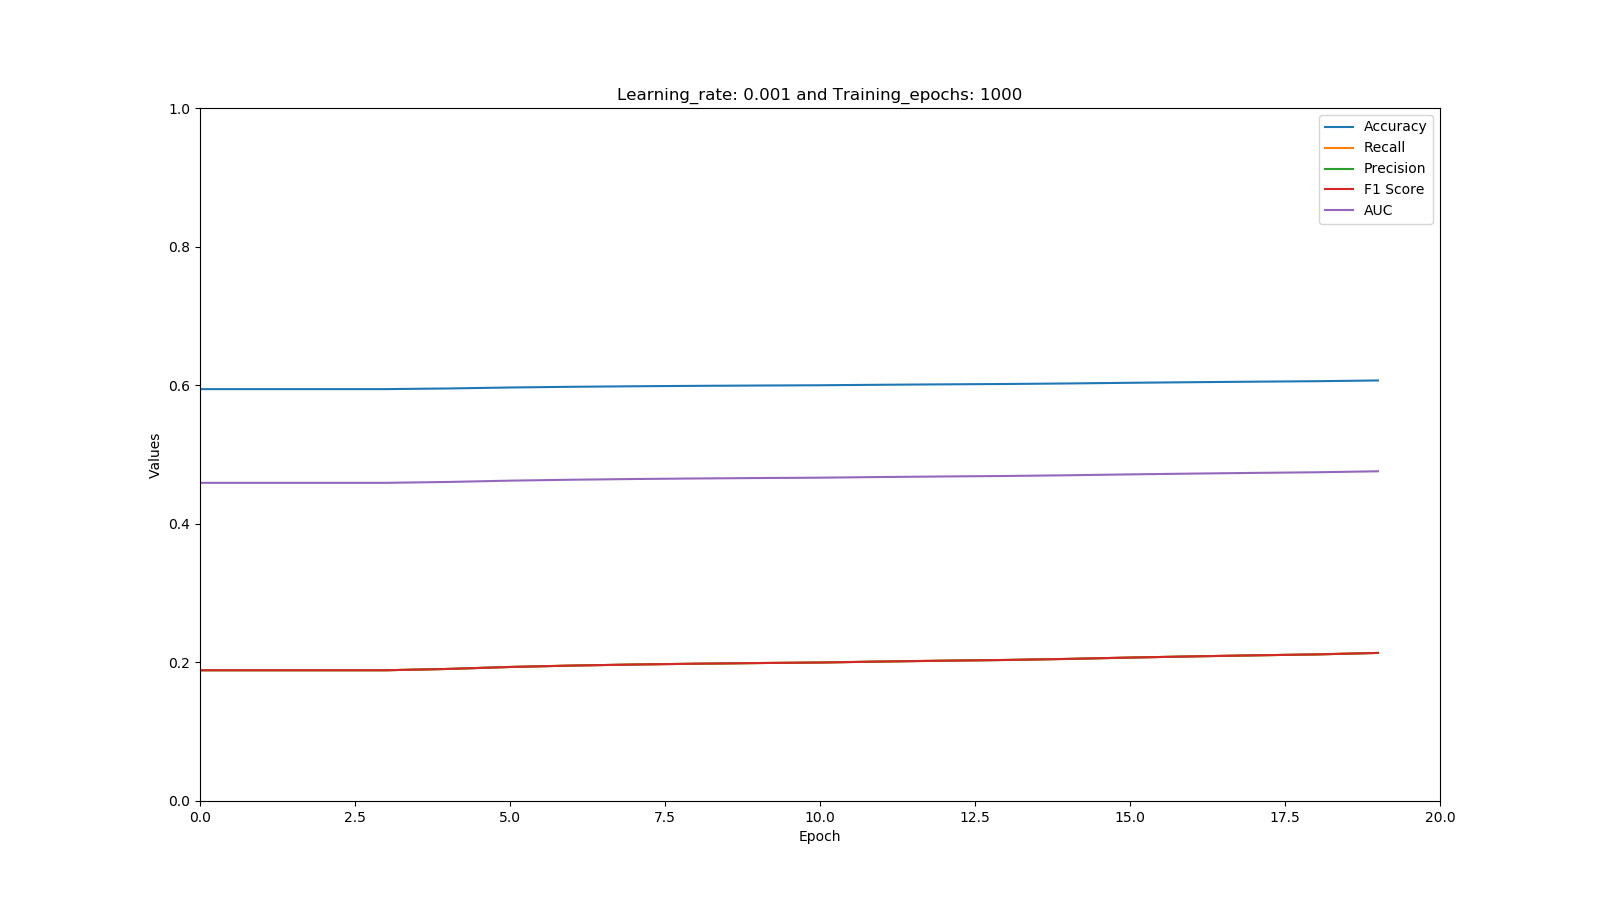 Learning_rate: 0.001 and Training_epochs: 1000
1.0
0.8
0.6
0.4
0.2
0.0
Values
Accuracy
Recall
Precision
F1 Score
AUC
0.0 2.5 5.0 7.5 10.0 12.5 15.0 17.5 20.0
Epoch